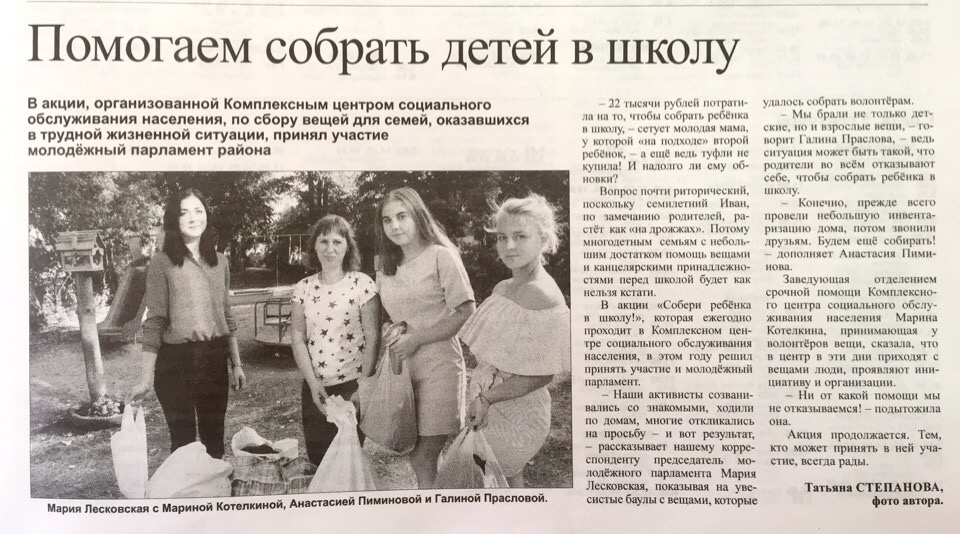 Помогаем собрать детей в школу
В акции, организованной Комплексным центром социального
обслуживания населения, по сбору вещей для семей, оказавшихся
в трудной жизненной ситуации, принял участие
молодёжный парламент района
Мария Лесковская с Мариной Котелкиной, Анастасией Пиминовой и Галиной Прасловой.
– 22 тысячи рублей потрати-
ла на то, чтобы собрать ребёнка
в школу, – сетует молодая мама,
у которой «на подходе» второй
ребёнок, – а ещё ведь туфли не
купила! И надолго ли ему об-
новки?
Вопрос почти риторический,
поскольку семилетний Иван,
по замечанию родителей, рас-
тёт как «на дрожжах». Потому
многодетным семьям с неболь-
шим достатком помощь вещами
и канцелярскими принадлежно-
стями перед школой будет как
нельзя кстати.
В акции «Собери ребёнка
в школу!», которая ежегодно
проходит в Комплексном цен-
тре социального обслуживания
населения, в этом году решил
принять участие и молодёжный
парламент.
– Наши активисты созвани-
вались со знакомыми, ходили
по домам, многие откликались
на просьбу – и вот результат,
– рассказывает нашему корре-
спонденту председатель мо-
лодёжного парламента Мария
Лесковская, показывая на уве-
систые баулы с вещами, которые
удалось собрать волонтёрам.
– Мы брали не только дет-
ские, но и взрослые вещи, – го-
ворит Галина Праслова, – ведь
ситуация может быть такой, что
родители во всём отказывают
себе, чтобы собрать ребёнка в
школу.
– Конечно, прежде всего
провели небольшую инвента-
ризацию дома, потом звонили
друзьям. Будем ещё собирать!
– дополняет Анастасия Пими-
нова.
Заведующая отделением
срочной помощи Комплексно-
го центра социального обслу-
живания населения Марина
Котелкина, принимающая у
волонтёров вещи, сказала, что
в центр в эти дни приходят с
вещами люди, проявляют ини-
циативу и организации.
– Ни от какой помощи мы
не отказываемся! – подытожила
она.
Акция продолжается. Тем,
кто может принять в ней уча-
стие, всегда рады.
Татьяна СТЕПАНОВА,
фото автора.